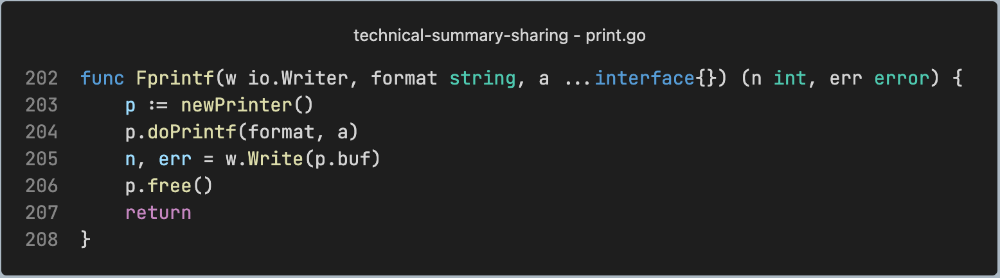 technical-summary-sharing - print.go
202 func Fprintf(w io.Writer, format string, a ...interface{}) (n int, err error) {
203     p := newPrinter()
204     p.doPrintf(format, a)
205     n, err = w.Write(p.buf)
206     p.free()
207     return
208 }